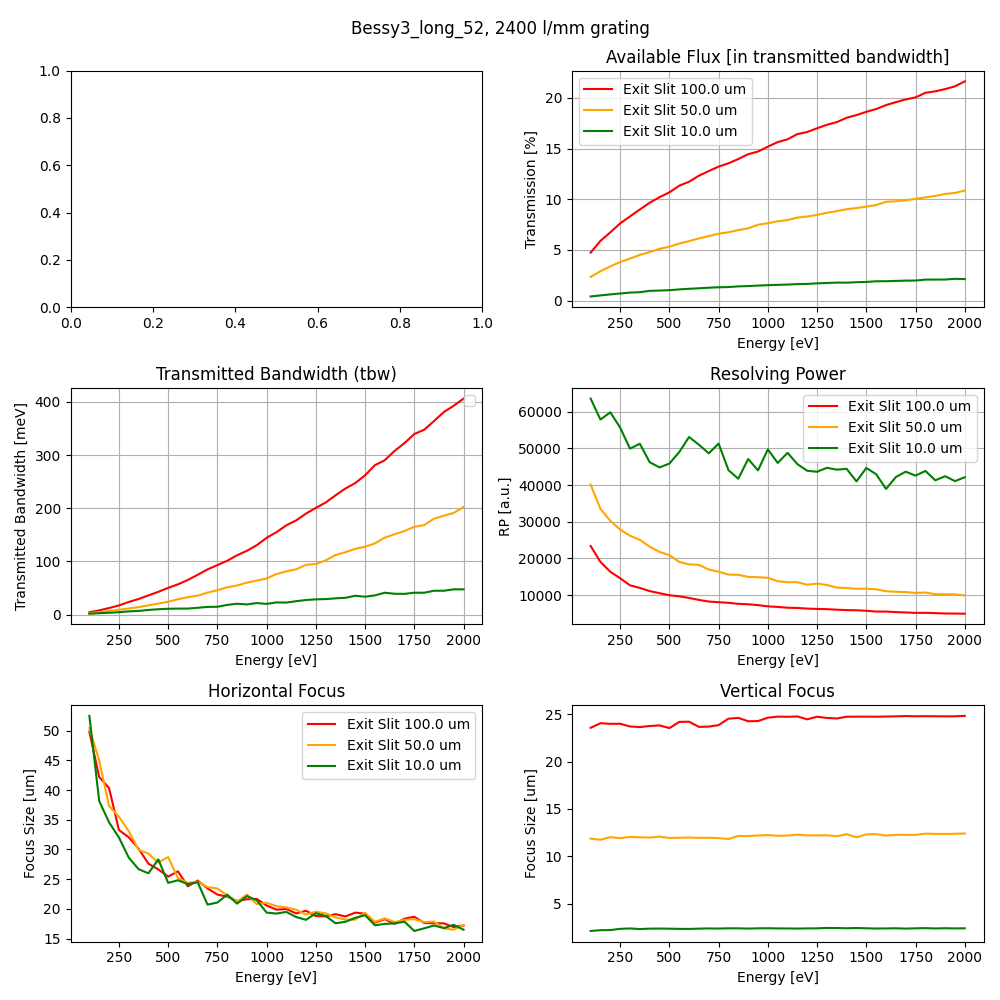 Bessy3_long_52, 2400 l/mm grating
1.0
0.8
0.6
0.4
0.2
0.0
0.0 0.2 0.4 0.6 0.8 1.0
Available Flux [in transmitted bandwidth]
Exit Slit 100.0 um
Exit Slit 50.0 um
Exit Slit 10.0 um
Transmission [%]
20
15
10
5
0
250 500 750 1000 1250 1500 1750 2000
Energy [eV]
Transmitted Bandwidth (tbw)
Transmitted Bandwidth [meV]
400
300
200
100
0
250 500 750 1000 1250 1500 1750 2000
Energy [eV]
Resolving Power
Exit Slit 100.0 um
Exit Slit 50.0 um
Exit Slit 10.0 um
RP [a.u.]
60000
50000
40000
30000
20000
10000
250 500 750 1000 1250 1500 1750 2000
Energy [eV]
Horizontal Focus
Exit Slit 100.0 um
Exit Slit 50.0 um
Exit Slit 10.0 um
Focus Size [um]
50
45
40
35
30
25
20
15
250 500 750 1000 1250 1500 1750 2000
Energy [eV]
Vertical Focus
Focus Size [um]
25
20
15
10
5
250 500 750 1000 1250 1500 1750 2000
Energy [eV]